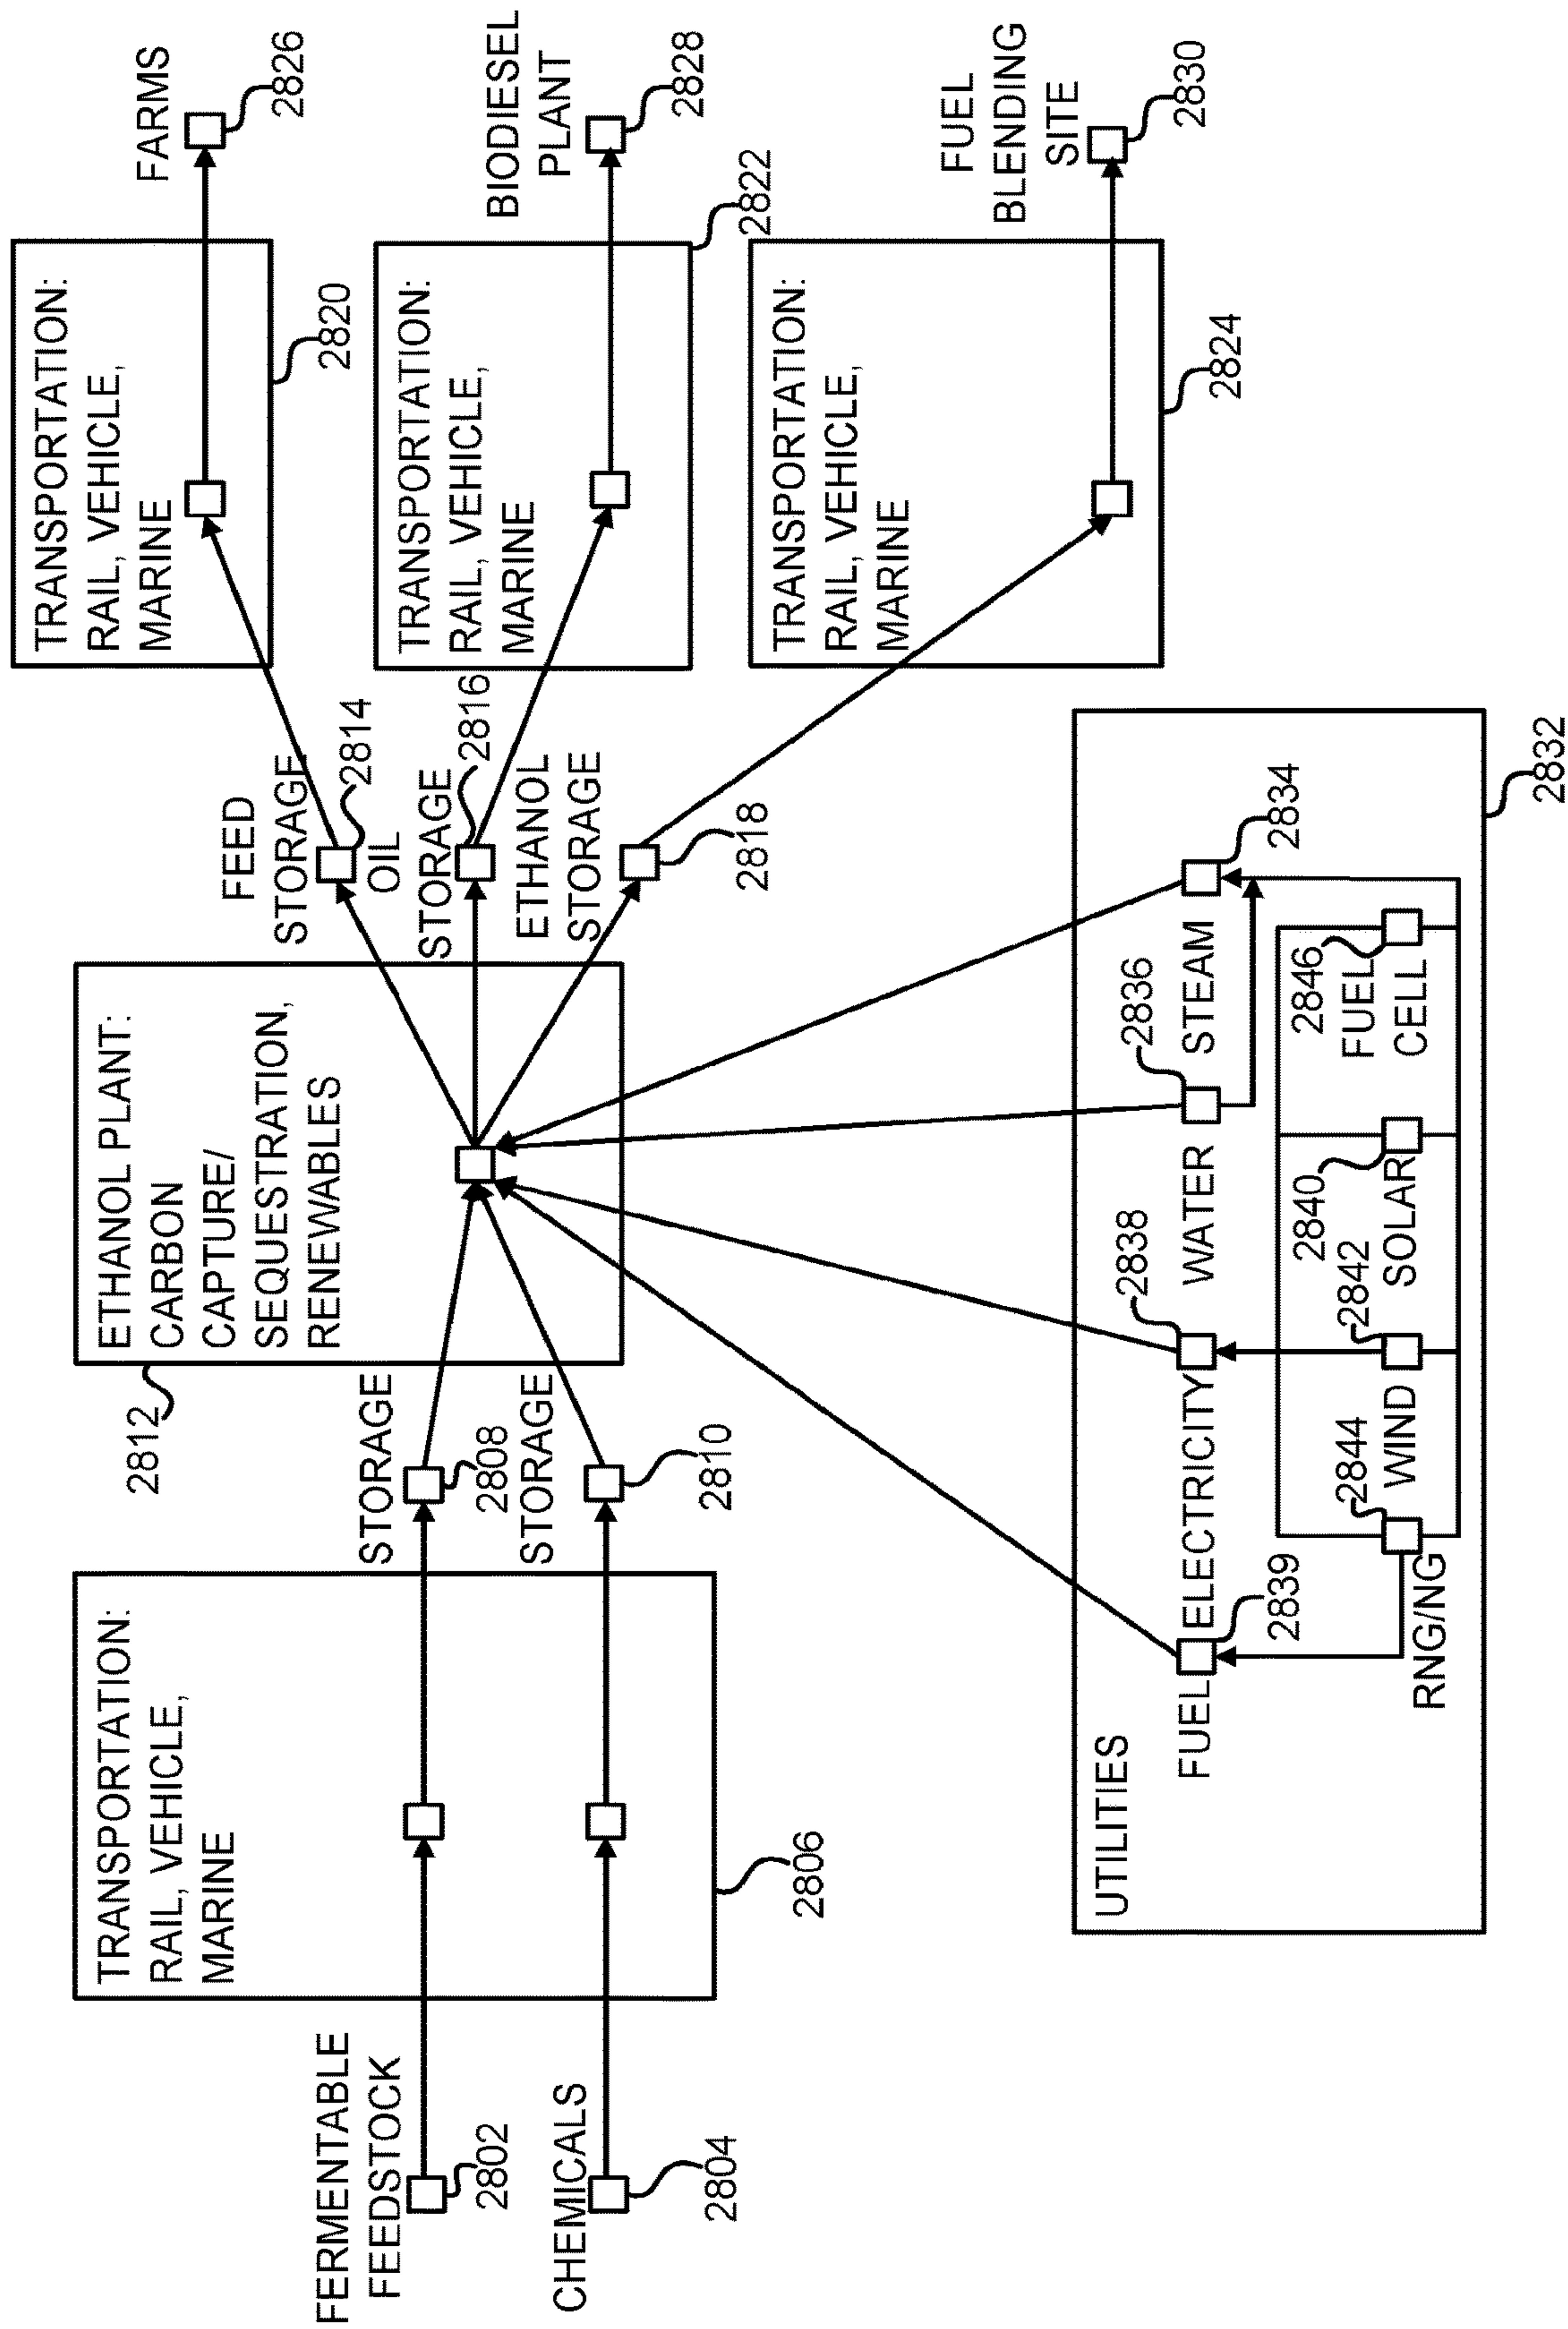 FERMENTABLE
FEEDSTOCK
2802
CHEMICALS
2804
TRANSPORTATION:
RAIL, VEHICLE,
MARINE
2806
STORAGE
2808
STORAGE
2810
2812
ETHANOL PLANT:
CARBON
CAPTURE/
SEQUESTRATION,
RENEWABLES
FEED
STORAGE
2814
OIL
STORAGE
2816
ETHANOL
STORAGE
2818
TRANSPORTATION:
RAIL, VEHICLE,
MARINE
2820
FARMS
2826
TRANSPORTATION:
RAIL, VEHICLE,
MARINE
2822
BIODIESEL
PLANT
2828
TRANSPORTATION:
RAIL, VEHICLE,
MARINE
2824
FUEL
BLENDING
SITE
2830
UTILITIES
2832
FUEL
2839
ELECTRICITY
2838
WATER
2836
STEAM
2834
RNG/NG
2844
WIND
2842
SOLAR
2840
FUEL
CELL
2846